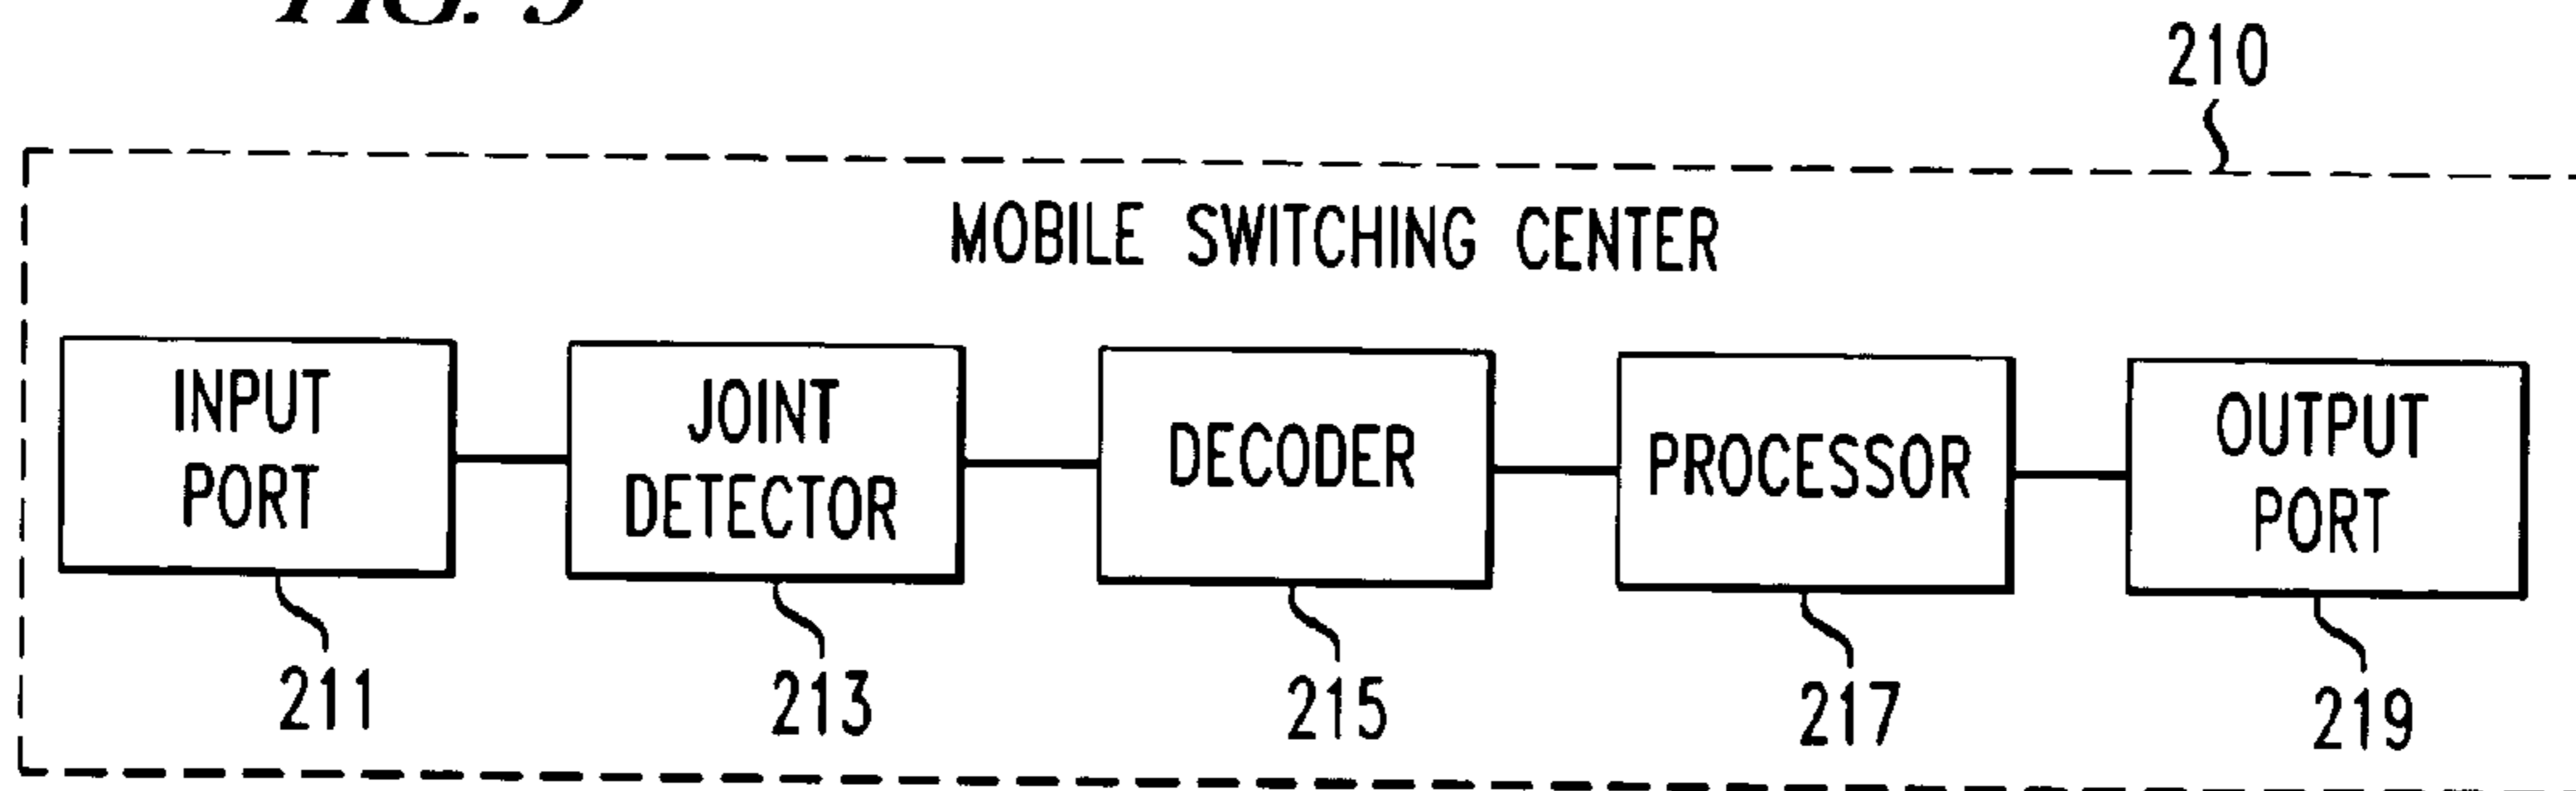 210
MOBILE SWITCHING CENTER
INPUT
PORT
JOINT
DETECTOR
DECODER
PROCESSOR
OUTPUT
PORT
211
213
215
217
219